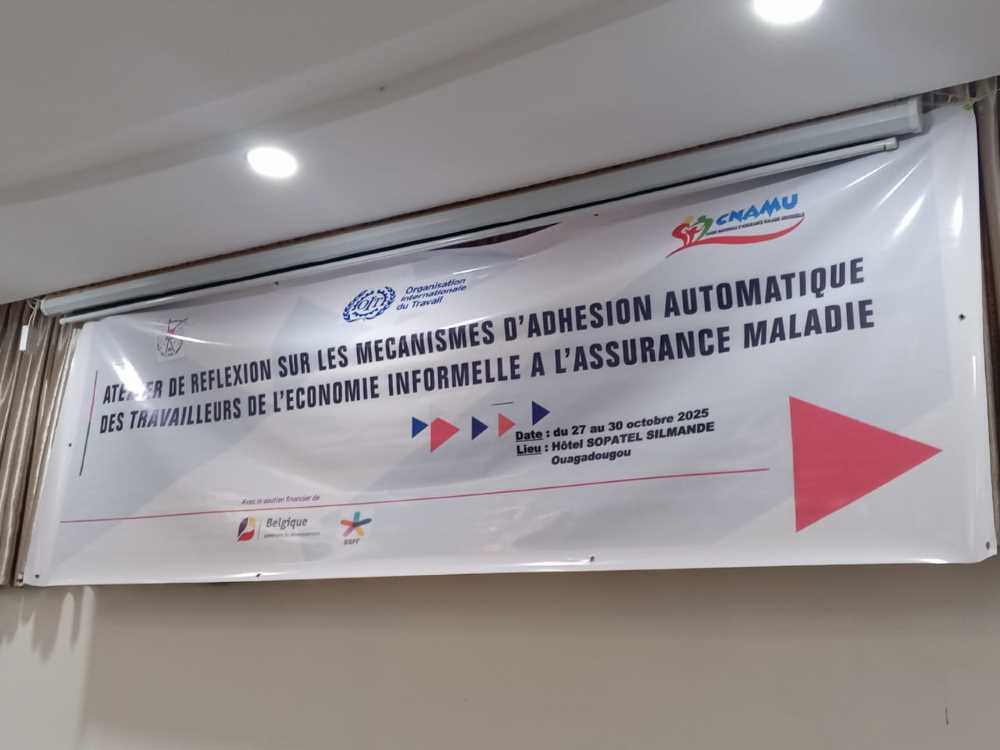 Organisation
internationale
du Travail
CNAMU
ATELIER DE REFLEXION SUR LES MECANISMES D'ADHESION AUTOMATIQUE
DES TRAVAILLEURS DE L'ECONOMIE INFORMELLE A L'ASSURANCE MALADIE
Date : du 27 au 30 octobre 2025
Lieu : Hôtel SOPATEL SILMANDE
Ouagadougou
Avec le soutien financier de
Belgique
BSPF